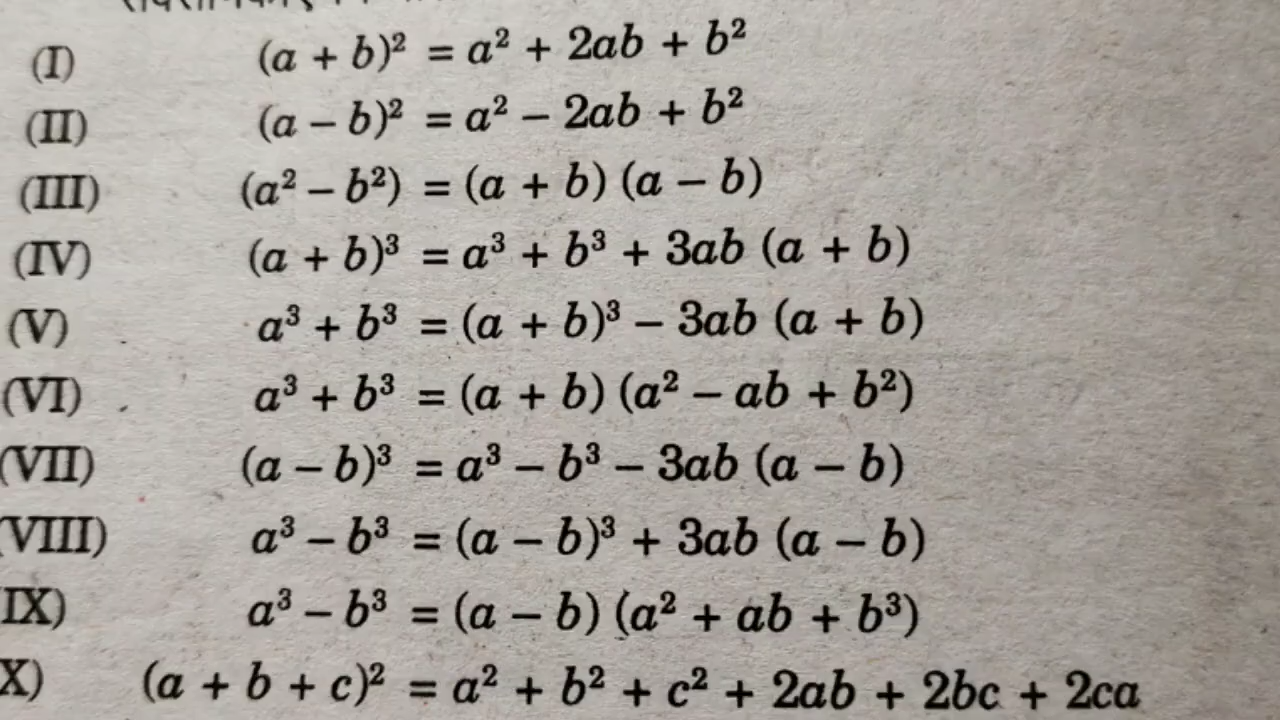 (I) (a + b)² = a² + 2ab + b²
(II) (a − b)² = a² − 2ab + b²
(III) (a² − b²) = (a + b) (a − b)
(IV) (a + b)³ = a³ + b³ + 3ab (a + b)
(V) a³ + b³ = (a + b)³ − 3ab (a + b)
(VI) a³ + b³ = (a + b) (a² − ab + b²)
(VII) (a − b)³ = a³ − b³ − 3ab (a − b)
(VIII) a³ − b³ = (a − b)³ + 3ab (a − b)
IX) a³ − b³ = (a − b) (a² + ab + b³)
X) (a + b + c)² = a² + b² + c² + 2ab + 2bc + 2ca